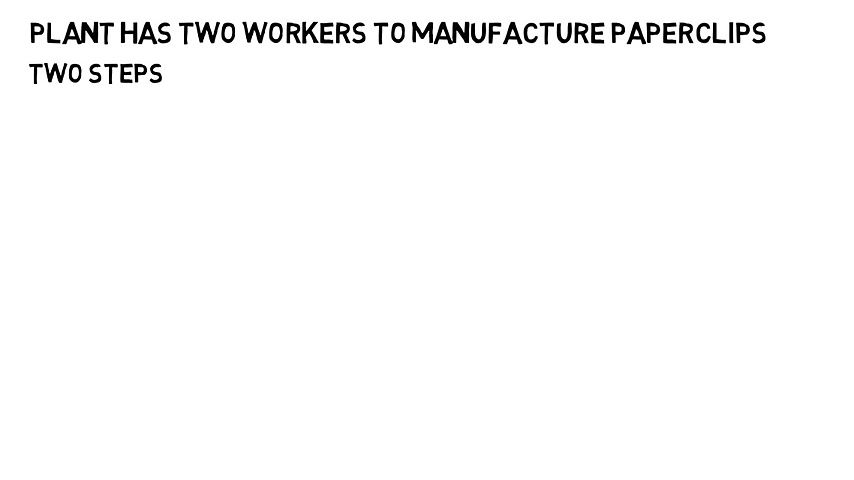 PLANT HAS TWO WORKERS TO MANUFACTURE PAPERCLIPS
TWO STEPS